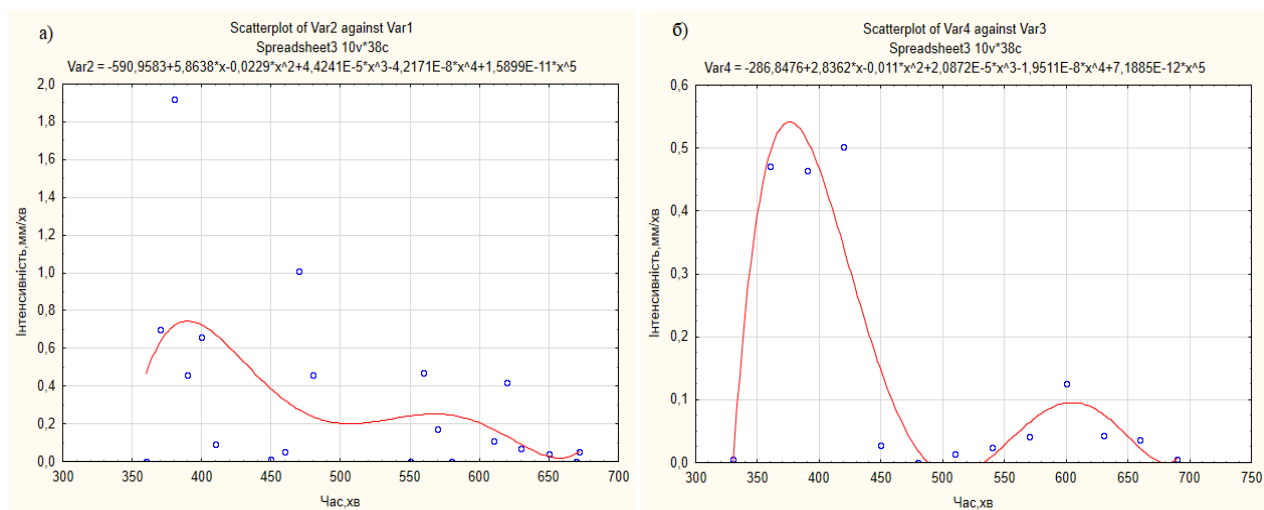 а)
Scatterplot of Var2 against Var1
Spreadsheet3 10v*38c
Var2 = -590,9583+5,8638*x-0,0229*x^2+4,4241E-5*x^3-4,2171E-8*x^4+1,5899E-11*x^5
2,0
1,8
1,6
1,4
1,2
1,0
0,8
0,6
0,4
0,2
0,0
Інтенсивність,мм/хв
300 350 400 450 500 550 600 650 700
Час,хв
б)
Scatterplot of Var4 against Var3
Spreadsheet3 10v*38c
Var4 = -286,8476+2,8362*x-0,011*x^2+2,0872E-5*x^3-1,9511E-8*x^4+7,1885E-12*x^5
0,6
0,5
0,4
0,3
0,2
0,1
0,0
Інтенсивність,мм/хв
300 350 400 450 500 550 600 650 700 750
Час,хв